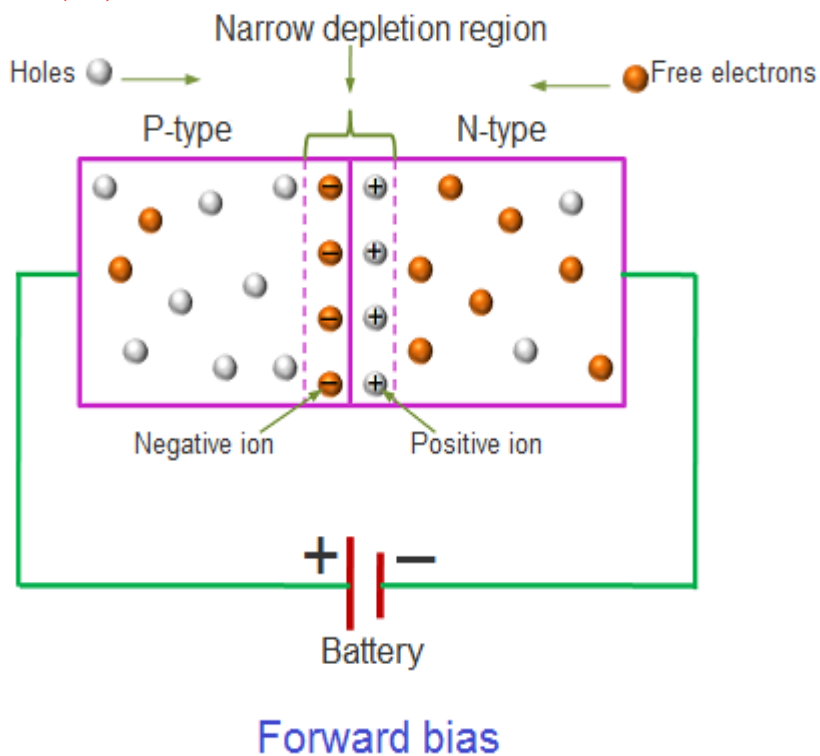 Narrow depletion region
Holes
Free electrons
P-type
N-type
− +
− +
− +
− +
Negative ion
Positive ion
+ −
Battery
Forward bias